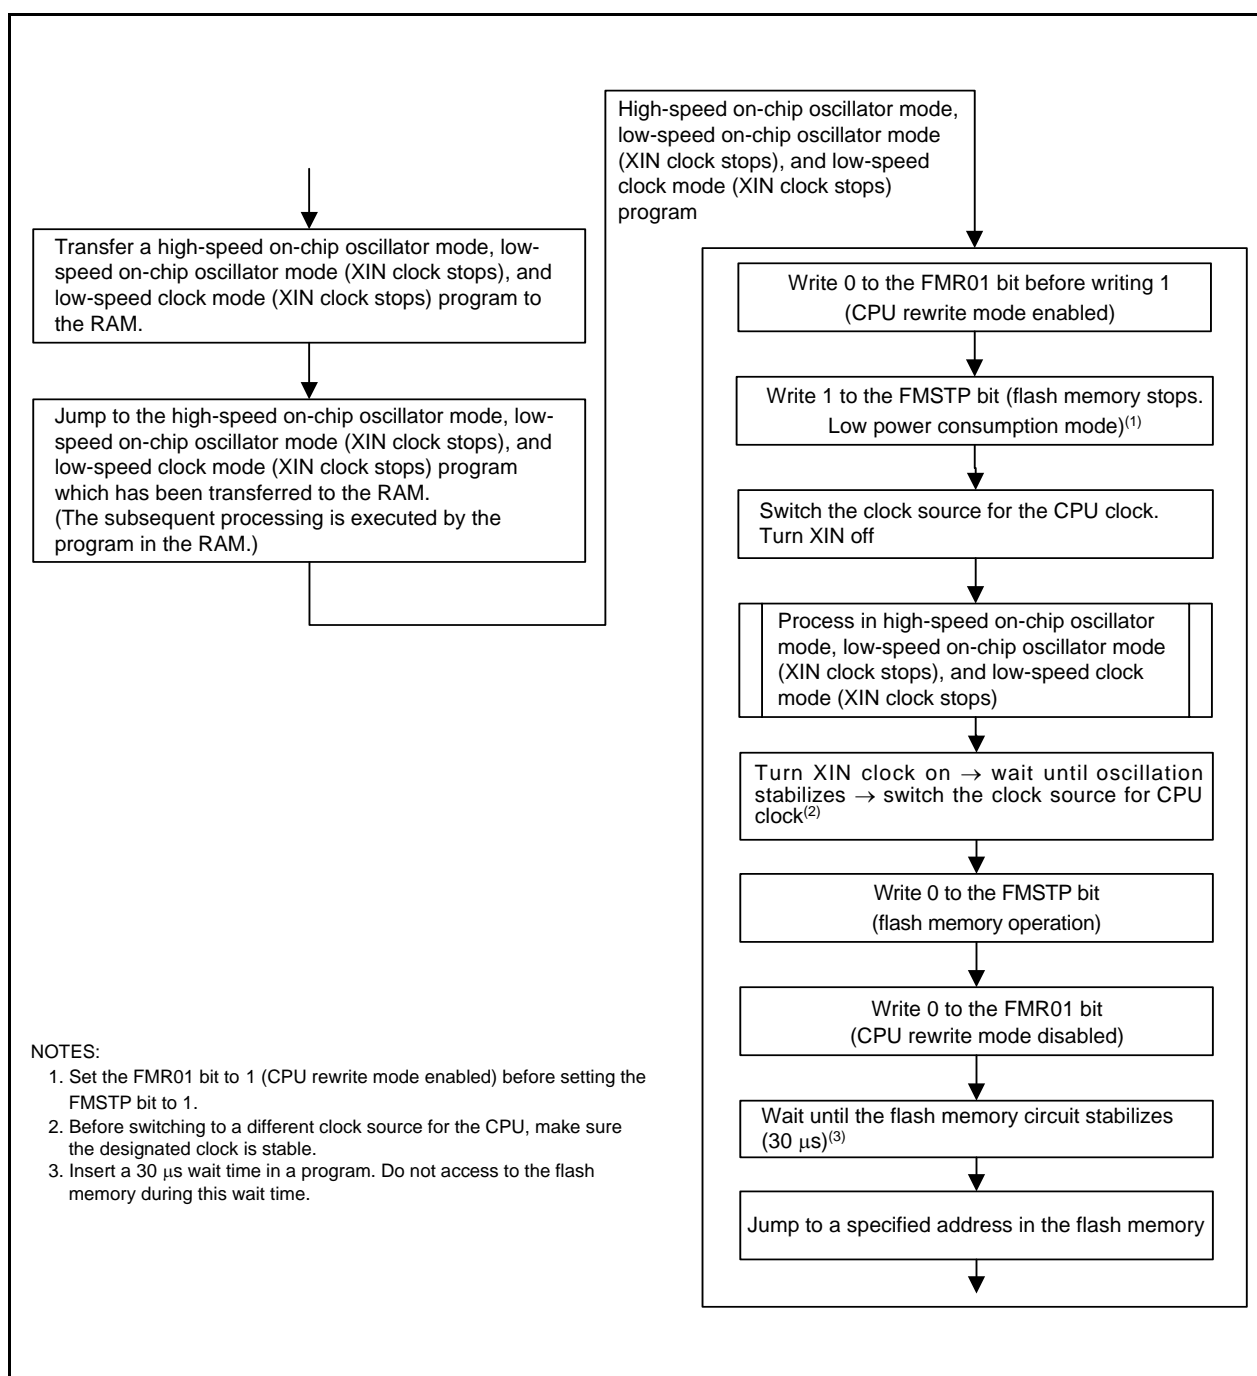 Transfer a high-speed on-chip oscillator mode, low-
speed on-chip oscillator mode (XIN clock stops), and
low-speed clock mode (XIN clock stops) program to
the RAM.
Jump to the high-speed on-chip oscillator mode, low-
speed on-chip oscillator mode (XIN clock stops), and
low-speed clock mode (XIN clock stops) program
which has been transferred to the RAM.
(The subsequent processing is executed by the
program in the RAM.)
High-speed on-chip oscillator mode,
low-speed on-chip oscillator mode
(XIN clock stops), and low-speed
clock mode (XIN clock stops)
program
Write 0 to the FMR01 bit before writing 1
(CPU rewrite mode enabled)
Write 1 to the FMSTP bit (flash memory stops.
Low power consumption mode)(1)
Switch the clock source for the CPU clock.
Turn XIN off
Process in high-speed on-chip oscillator
mode, low-speed on-chip oscillator mode
(XIN clock stops), and low-speed clock
mode (XIN clock stops)
Turn XIN clock on → wait until oscillation
stabilizes → switch the clock source for CPU
clock(2)
Write 0 to the FMSTP bit
(flash memory operation)
Write 0 to the FMR01 bit
(CPU rewrite mode disabled)
Wait until the flash memory circuit stabilizes
(30 μs)(3)
Jump to a specified address in the flash memory
NOTES:
1. Set the FMR01 bit to 1 (CPU rewrite mode enabled) before setting the
FMSTP bit to 1.
2. Before switching to a different clock source for the CPU, make sure
the designated clock is stable.
3. Insert a 30 μs wait time in a program. Do not access to the flash
memory during this wait time.